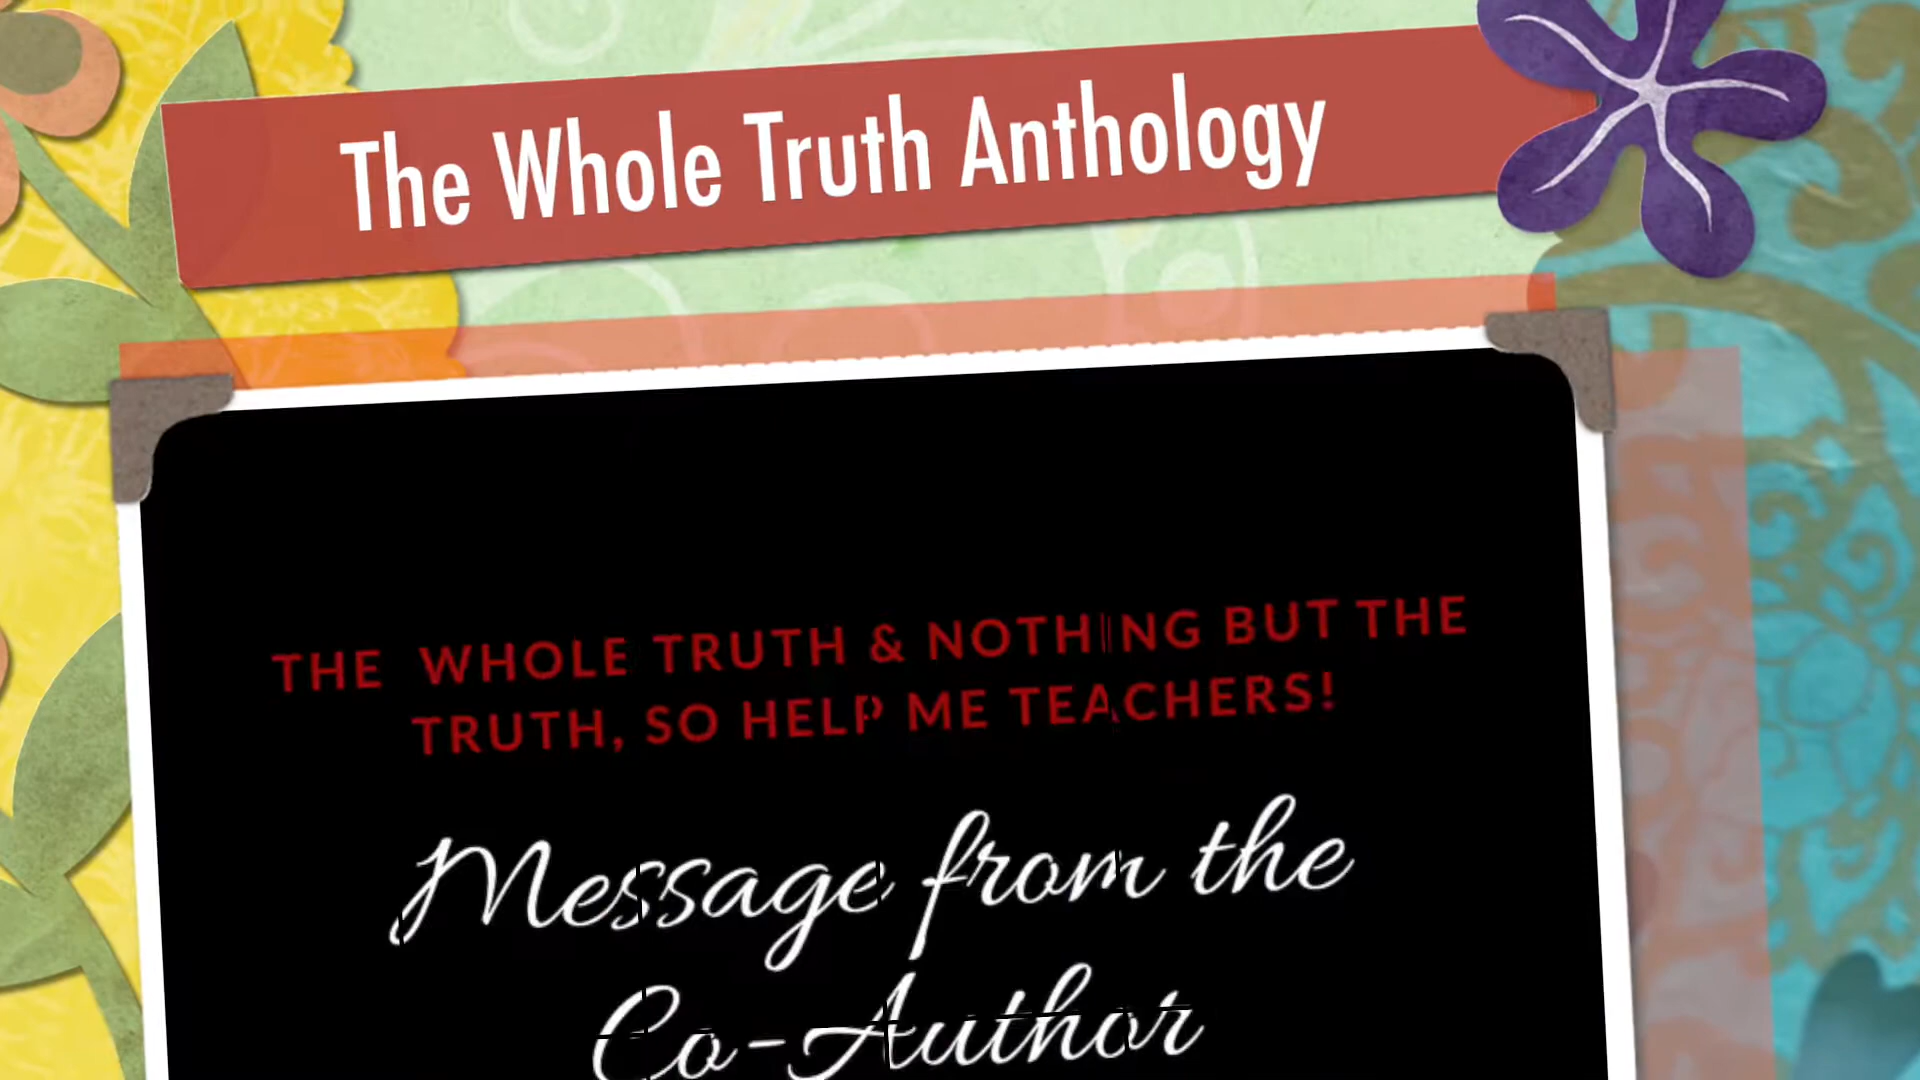 The Whole Truth Anthology
THE WHOLE TRUTH & NOTHING BUT THE
TRUTH, SO HELP ME TEACHERS!
Message from the
Co-Author